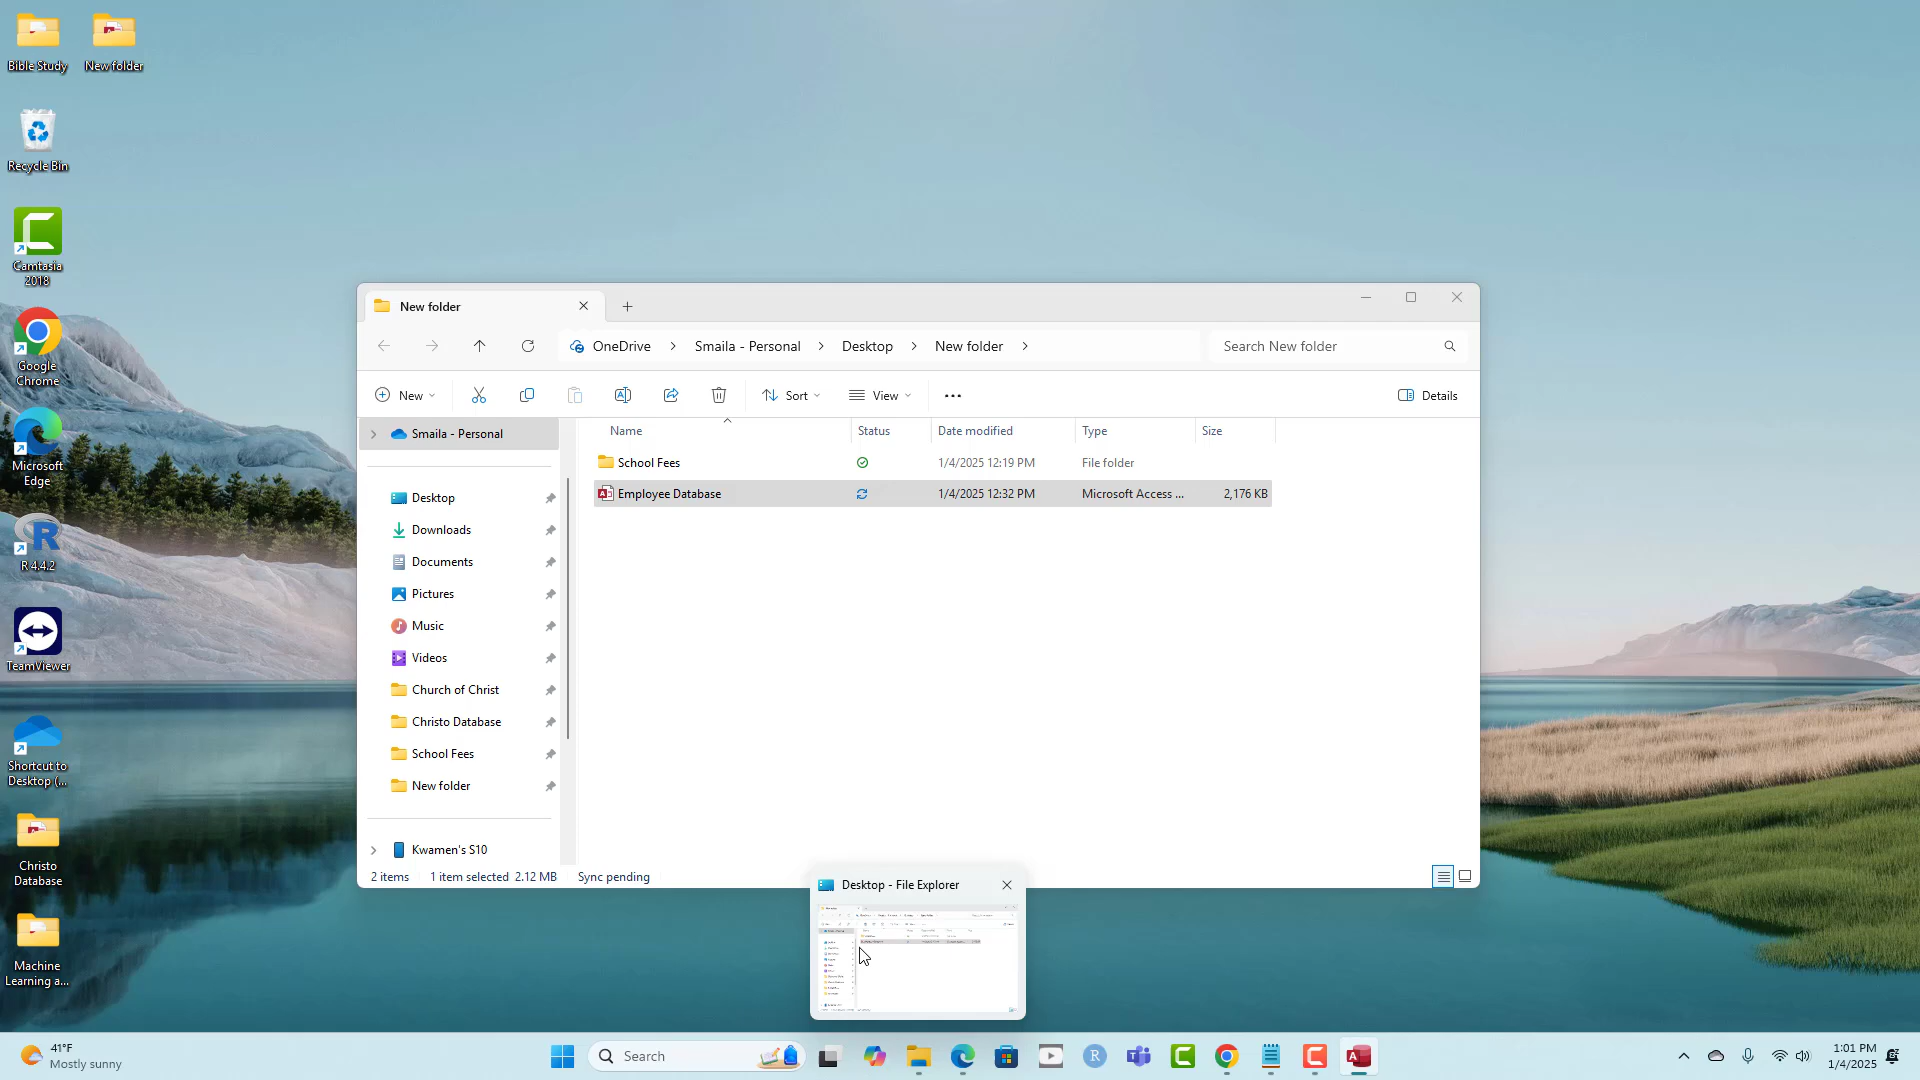 Bible Study
New folder
Recycle Bin
Camtasia
2018
Google
Chrome
Microsoft
Edge
R 4.4.2
TeamViewer
Shortcut to
Desktop (...
Christo
Database
Machine
Learning a...
New folder
OneDrive
Smaila - Personal
Desktop
New folder
Search New folder
New
Sort
View
Details
Smaila - Personal
Desktop
Downloads
Documents
Pictures
Music
Videos
Church of Christ
Christo Database
School Fees
New folder
Kwamen's S10
Name Status Date modified Type Size
School Fees 1/4/2025 12:19 PM File folder
Employee Database 1/4/2025 12:32 PM Microsoft Access ... 2,176 KB
2 items 1 item selected 2.12 MB Sync pending
Desktop - File Explorer
41°F
Mostly sunny
Search
1:01 PM
1/4/2025